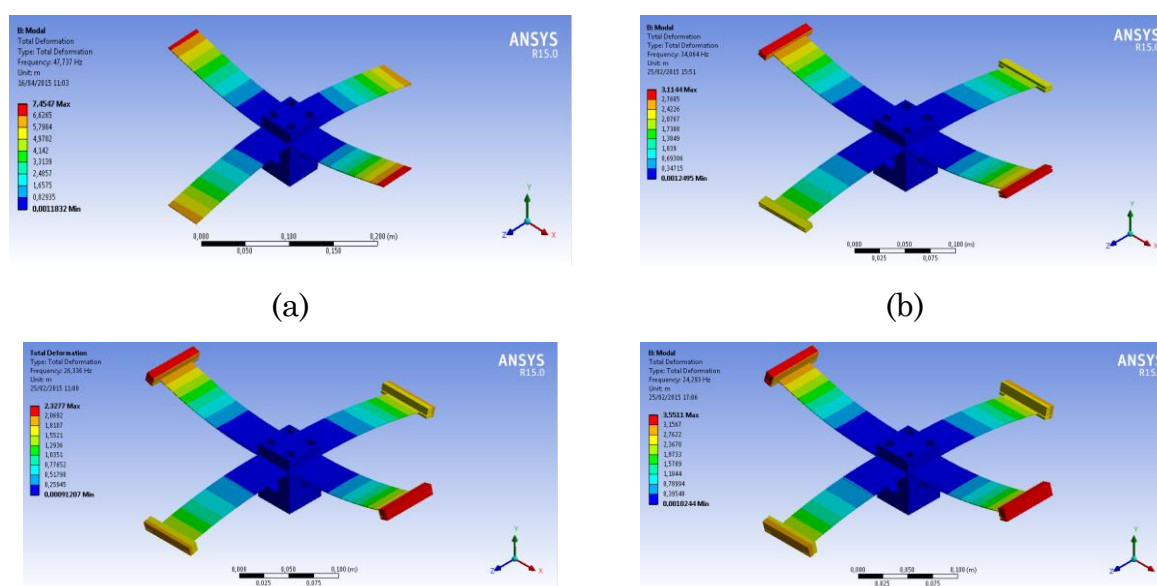 B: Modal
Total Deformation
Type: Total Deformation
Frequency: 47,737 Hz
Unit: m
16/04/2015 11:03
7,4547 Max
6,6265
5,7984
4,9702
4,142
3,3139
2,4857
1,6575
0,82935
0,0011832 Min
ANSYS
R15.0
0,000 0,100 0,200 (m)
0,050 0,150
Y
Z X
(a)
B: Modal
Total Deformation
Type: Total Deformation
Frequency: 34,064 Hz
Unit: m
25/02/2015 15:51
3,1144 Max
2,7685
2,4226
2,0767
1,7308
1,3849
1,039
0,69306
0,34715
0,0012495 Min
ANSYS
R15.0
0,000 0,050 0,100 (m)
0,025 0,075
Y
Z X
(b)
Total Deformation
Type: Total Deformation
Frequency: 26,336 Hz
Unit: m
25/02/2015 11:00
2,3277 Max
2,0692
1,8107
1,5521
1,2936
1,0351
0,77652
0,51798
0,25945
0,00091207 Min
ANSYS
R15.0
0,000 0,050 0,100 (m)
0,025 0,075
Y
Z X
B: Modal
Total Deformation
Type: Total Deformation
Frequency: 24,283 Hz
Unit: m
25/02/2015 17:06
3,5511 Max
3,1567
2,7622
2,3678
1,9733
1,5789
1,1844
0,78994
0,39548
0,0010244 Min
ANSYS
R15.0
0,000 0,050 0,100 (m)
0,025 0,075
Y
Z X